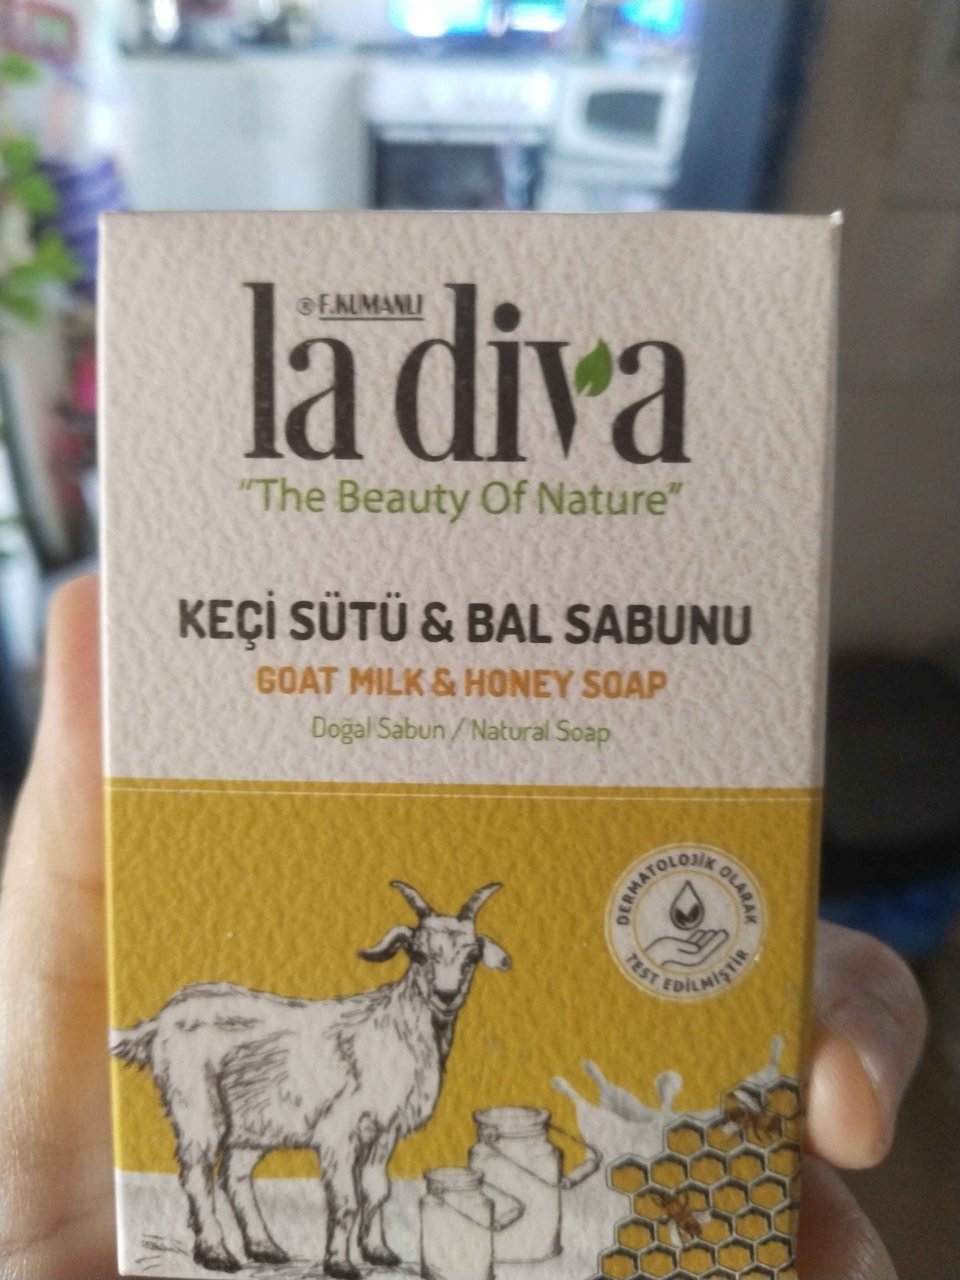 ® F.KUMANLI
la diva
"The Beauty Of Nature"
KEÇİ SÜTÜ & BAL SABUNU
GOAT MILK & HONEY SOAP
Doğal Sabun / Natural Soap
DERMATOLOJİK OLARAK
TEST EDİLMİŞTİR